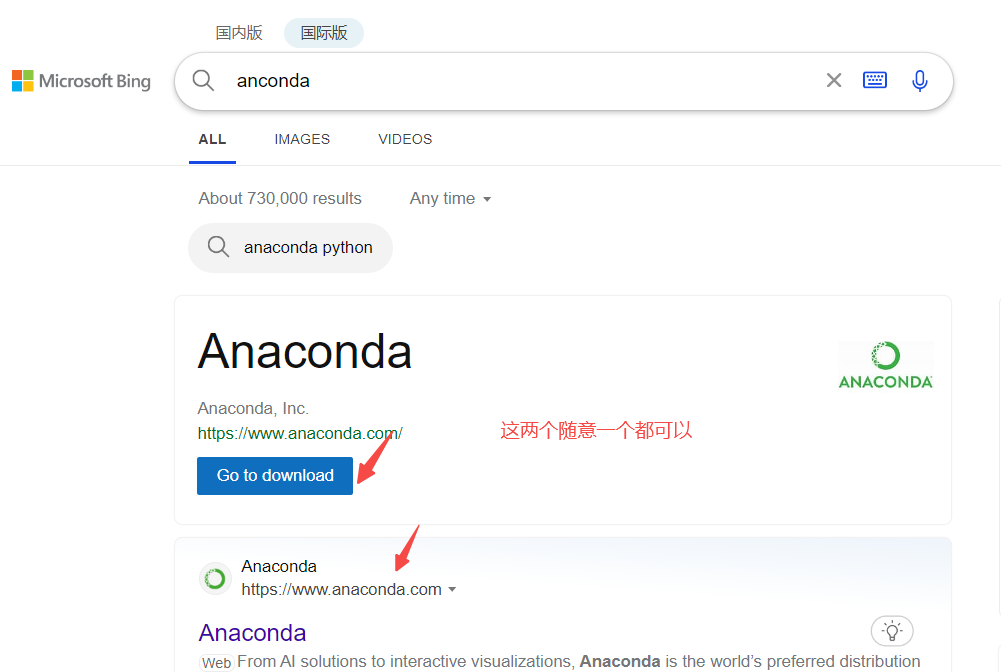 国内版 国际版
Microsoft Bing
anconda
ALL IMAGES VIDEOS
About 730,000 results Any time
anaconda python
Anaconda
ANACONDA
Anaconda, Inc.
https://www.anaconda.com/
这两个随意一个都可以
Go to download
Anaconda
https://www.anaconda.com
Anaconda
Web From AI solutions to interactive visualizations, Anaconda is the world's preferred distribution